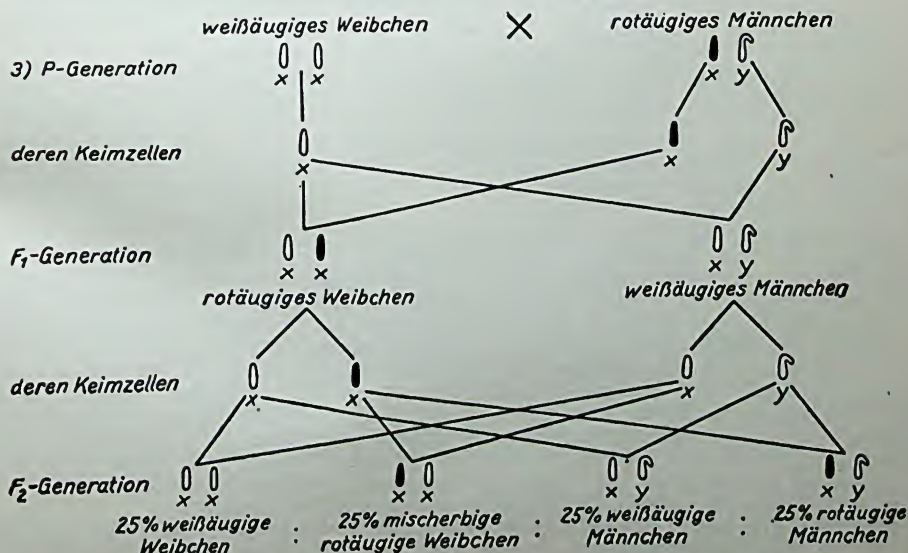 weißäugiges Weibchen × rotäugiges Männchen
3) P-Generation
x x x y
deren Keimzellen
x x y
F₁-Generation
x x x y
rotäugiges Weibchen weißäugiges Männchen
deren Keimzellen
x x x y
F₂-Generation
x x x x x y x y
25% weißäugige : 25% mischerbige : 25% weißäugige : 25% rotäugige
Weibchen rotäugige Weibchen Männchen Männchen